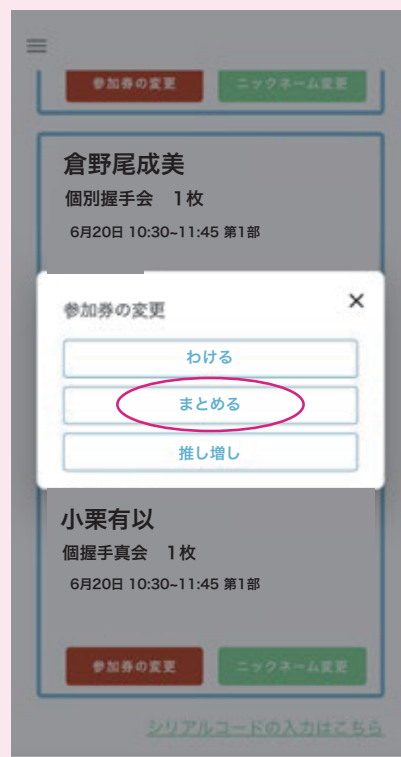 参加券の変更 ニックネーム変更
倉野尾成美
個別握手会 1枚
6月20日 10:30~11:45 第1部
参加券の変更 ×
わける
まとめる
推し増し
小栗有以
個握手真会 1枚
6月20日 10:30~11:45 第1部
参加券の変更 ニックネーム変更
シリアルコードの入力はこちら